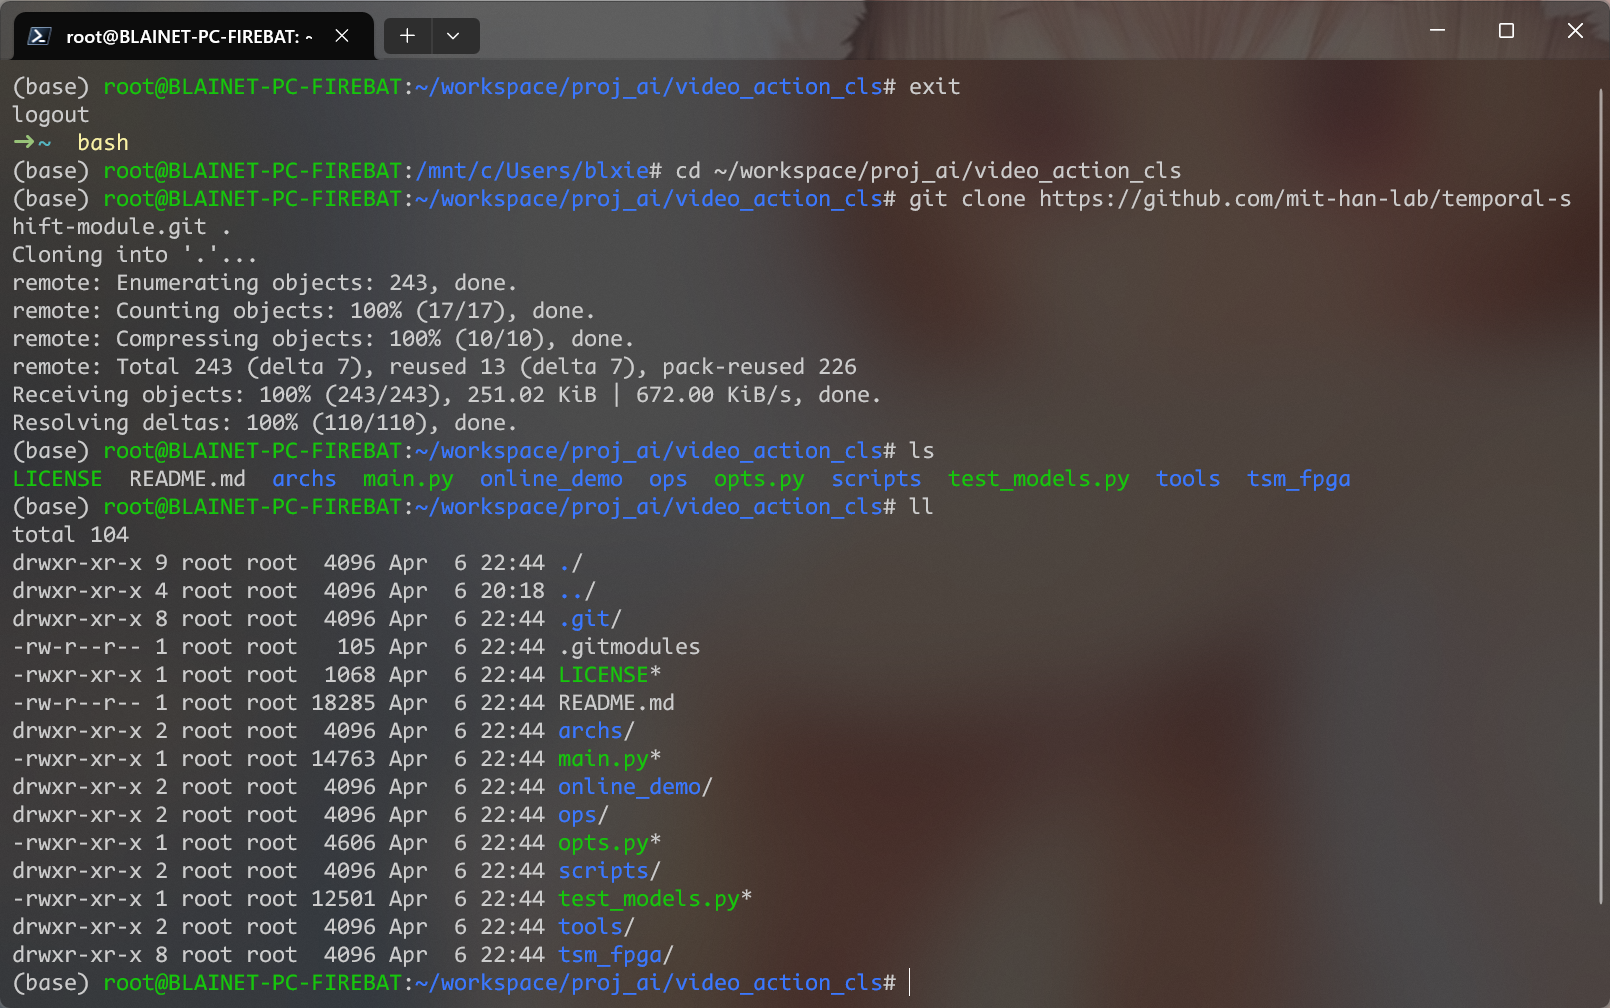 root@BLAINET-PC-FIREBAT: ~
(base) root@BLAINET-PC-FIREBAT:~/workspace/proj_ai/video_action_cls# exit
logout
➜~  bash
(base) root@BLAINET-PC-FIREBAT:/mnt/c/Users/blxie# cd ~/workspace/proj_ai/video_action_cls
(base) root@BLAINET-PC-FIREBAT:~/workspace/proj_ai/video_action_cls# git clone https://github.com/mit-han-lab/temporal-s
hift-module.git .
Cloning into '.'...
remote: Enumerating objects: 243, done.
remote: Counting objects: 100% (17/17), done.
remote: Compressing objects: 100% (10/10), done.
remote: Total 243 (delta 7), reused 13 (delta 7), pack-reused 226
Receiving objects: 100% (243/243), 251.02 KiB | 672.00 KiB/s, done.
Resolving deltas: 100% (110/110), done.
(base) root@BLAINET-PC-FIREBAT:~/workspace/proj_ai/video_action_cls# ls
LICENSE  README.md  archs  main.py  online_demo  ops  opts.py  scripts  test_models.py  tools  tsm_fpga
(base) root@BLAINET-PC-FIREBAT:~/workspace/proj_ai/video_action_cls# ll
total 104
drwxr-xr-x 9 root root  4096 Apr  6 22:44 ./
drwxr-xr-x 4 root root  4096 Apr  6 20:18 ../
drwxr-xr-x 8 root root  4096 Apr  6 22:44 .git/
-rw-r--r-- 1 root root   105 Apr  6 22:44 .gitmodules
-rwxr-xr-x 1 root root  1068 Apr  6 22:44 LICENSE*
-rw-r--r-- 1 root root 18285 Apr  6 22:44 README.md
drwxr-xr-x 2 root root  4096 Apr  6 22:44 archs/
-rwxr-xr-x 1 root root 14763 Apr  6 22:44 main.py*
drwxr-xr-x 2 root root  4096 Apr  6 22:44 online_demo/
drwxr-xr-x 2 root root  4096 Apr  6 22:44 ops/
-rwxr-xr-x 1 root root  4606 Apr  6 22:44 opts.py*
drwxr-xr-x 2 root root  4096 Apr  6 22:44 scripts/
-rwxr-xr-x 1 root root 12501 Apr  6 22:44 test_models.py*
drwxr-xr-x 2 root root  4096 Apr  6 22:44 tools/
drwxr-xr-x 8 root root  4096 Apr  6 22:44 tsm_fpga/
(base) root@BLAINET-PC-FIREBAT:~/workspace/proj_ai/video_action_cls#